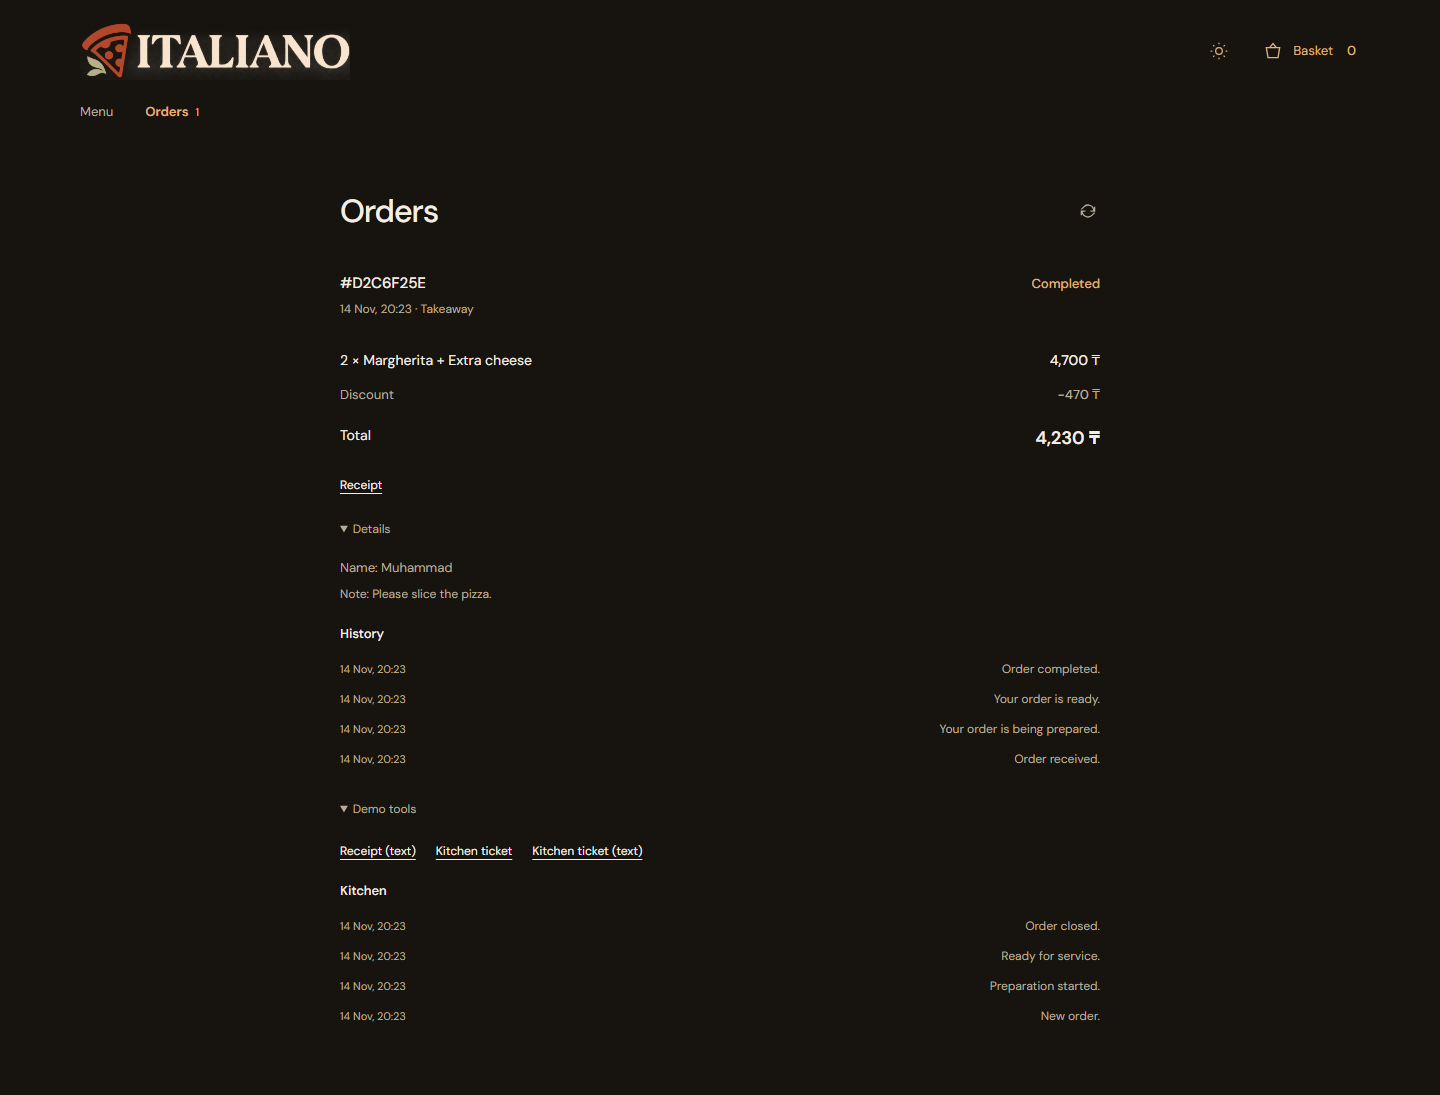 ITALIANO
Basket 0
Menu Orders 1
Orders
#D2C6F25E Completed
14 Nov, 20:23 · Takeaway
2 × Margherita + Extra cheese 4,700 ₸
Discount -470 ₸
Total 4,230 ₸
Receipt
▼ Details
Name: Muhammad
Note: Please slice the pizza.
History
14 Nov, 20:23 Order completed.
14 Nov, 20:23 Your order is ready.
14 Nov, 20:23 Your order is being prepared.
14 Nov, 20:23 Order received.
▼ Demo tools
Receipt (text) Kitchen ticket Kitchen ticket (text)
Kitchen
14 Nov, 20:23 Order closed.
14 Nov, 20:23 Ready for service.
14 Nov, 20:23 Preparation started.
14 Nov, 20:23 New order.